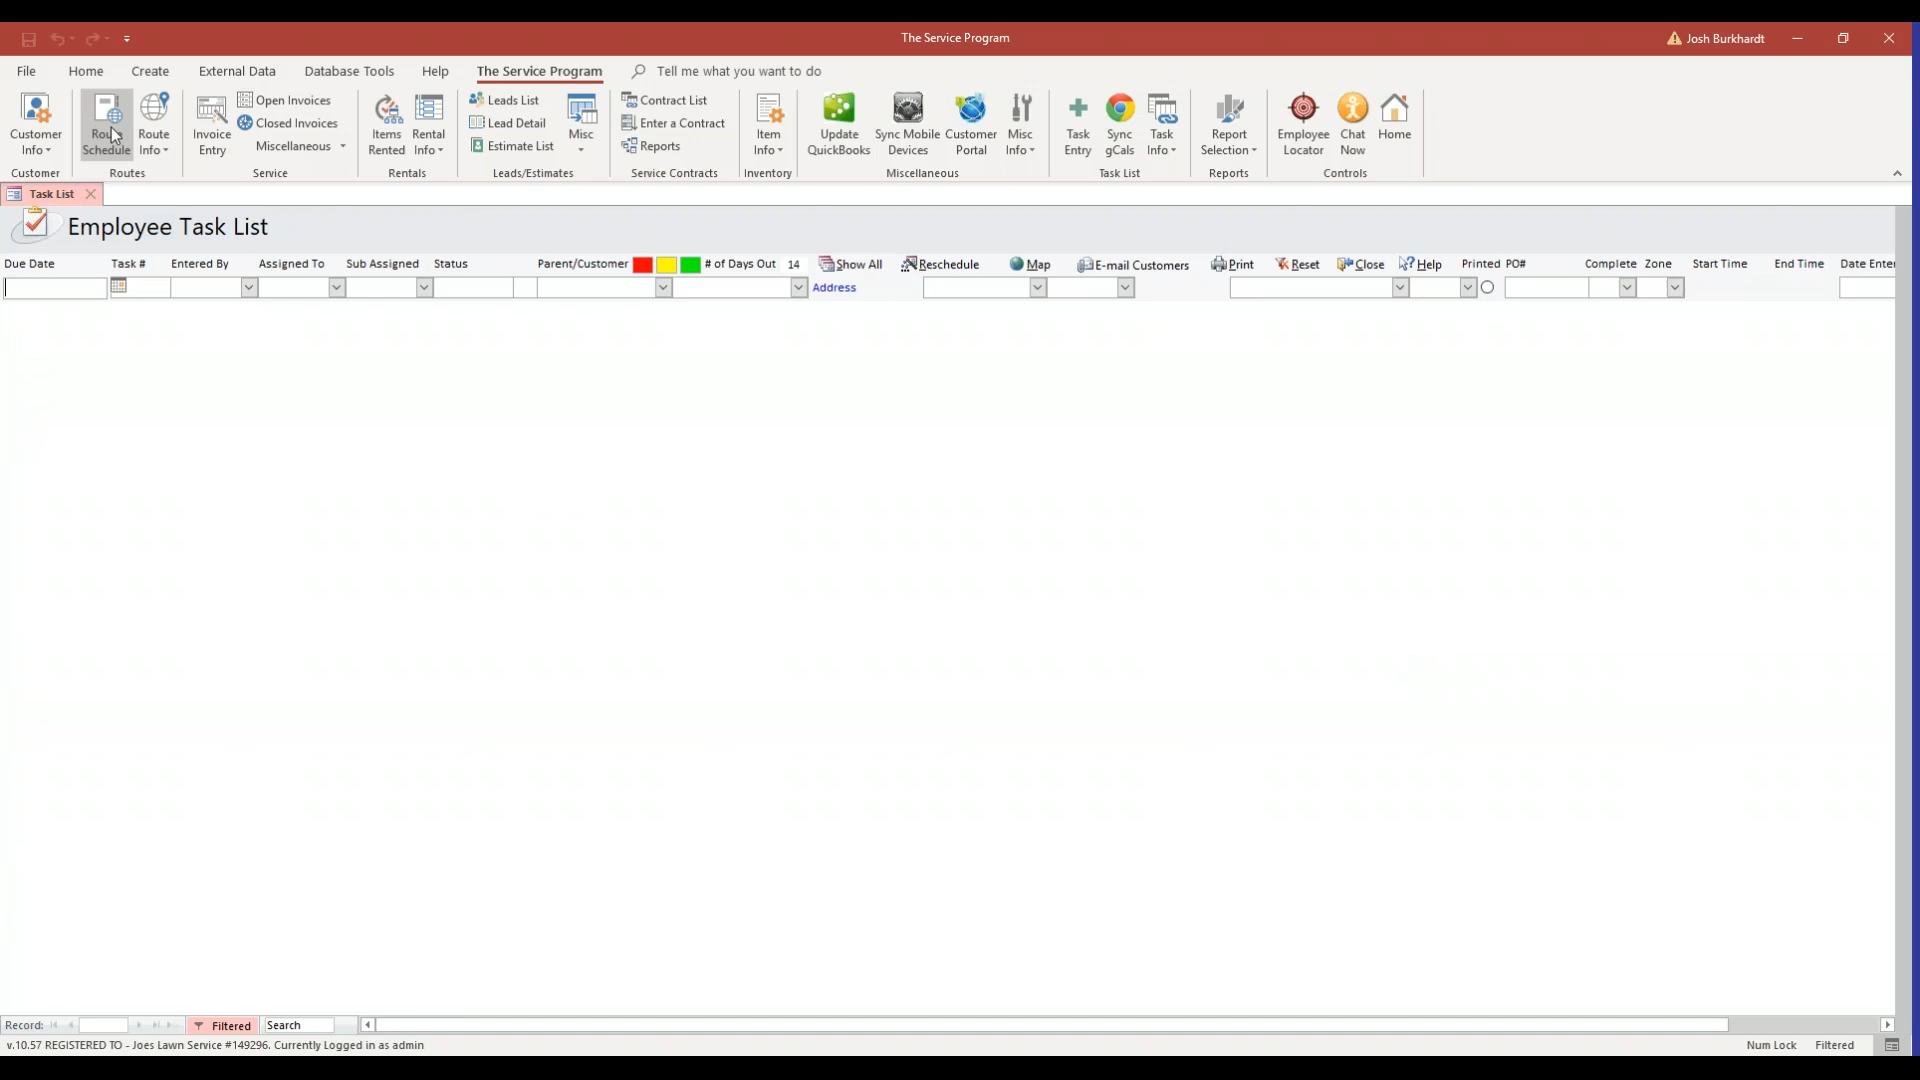 The Service Program
Josh Burkhardt
File Home Create External Data Database Tools Help The Service Program Tell me what you want to do
Customer Info
Customer
Route Schedule
Route Info
Routes
Invoice Entry
Open Invoices
Closed Invoices
Miscellaneous
Service
Items Rented
Rental Info
Rentals
Leads List
Lead Detail
Estimate List
Misc
Leads/Estimates
Contract List
Enter a Contract
Reports
Service Contracts
Item Info
Inventory
Update QuickBooks
Sync Mobile Devices
Customer Portal
Misc Info
Miscellaneous
Task Entry
Sync gCals
Task Info
Task List
Report Selection
Reports
Employee Locator
Chat Now
Home
Controls
Task List
Employee Task List
Due Date Task # Entered By Assigned To Sub Assigned Status Parent/Customer # of Days Out 14 Show All Reschedule Map E-mail Customers Print Reset Close Help Printed PO# Complete Zone Start Time End Time Date Enter
Address
Record: Filtered Search
v.10.57 REGISTERED TO - Joes Lawn Service #149296. Currently Logged in as admin Num Lock Filtered